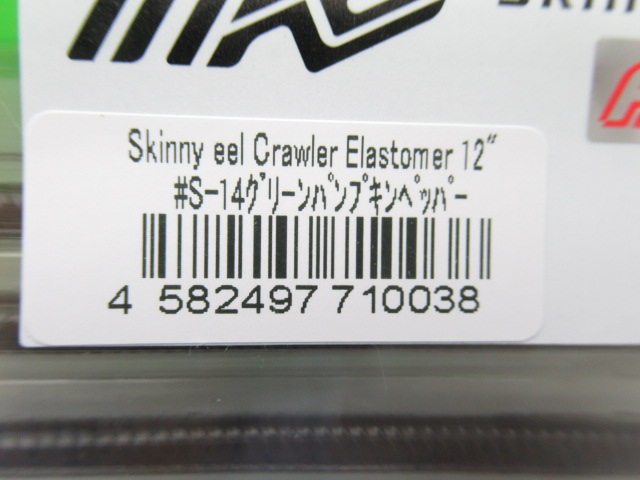 Skinny eel Crawler Elastomer 12"
#S-14ｸﾞﾘｰﾝﾊﾟﾝﾌﾟｷﾝﾍﾟｯﾊﾟｰ
4 582497 710038